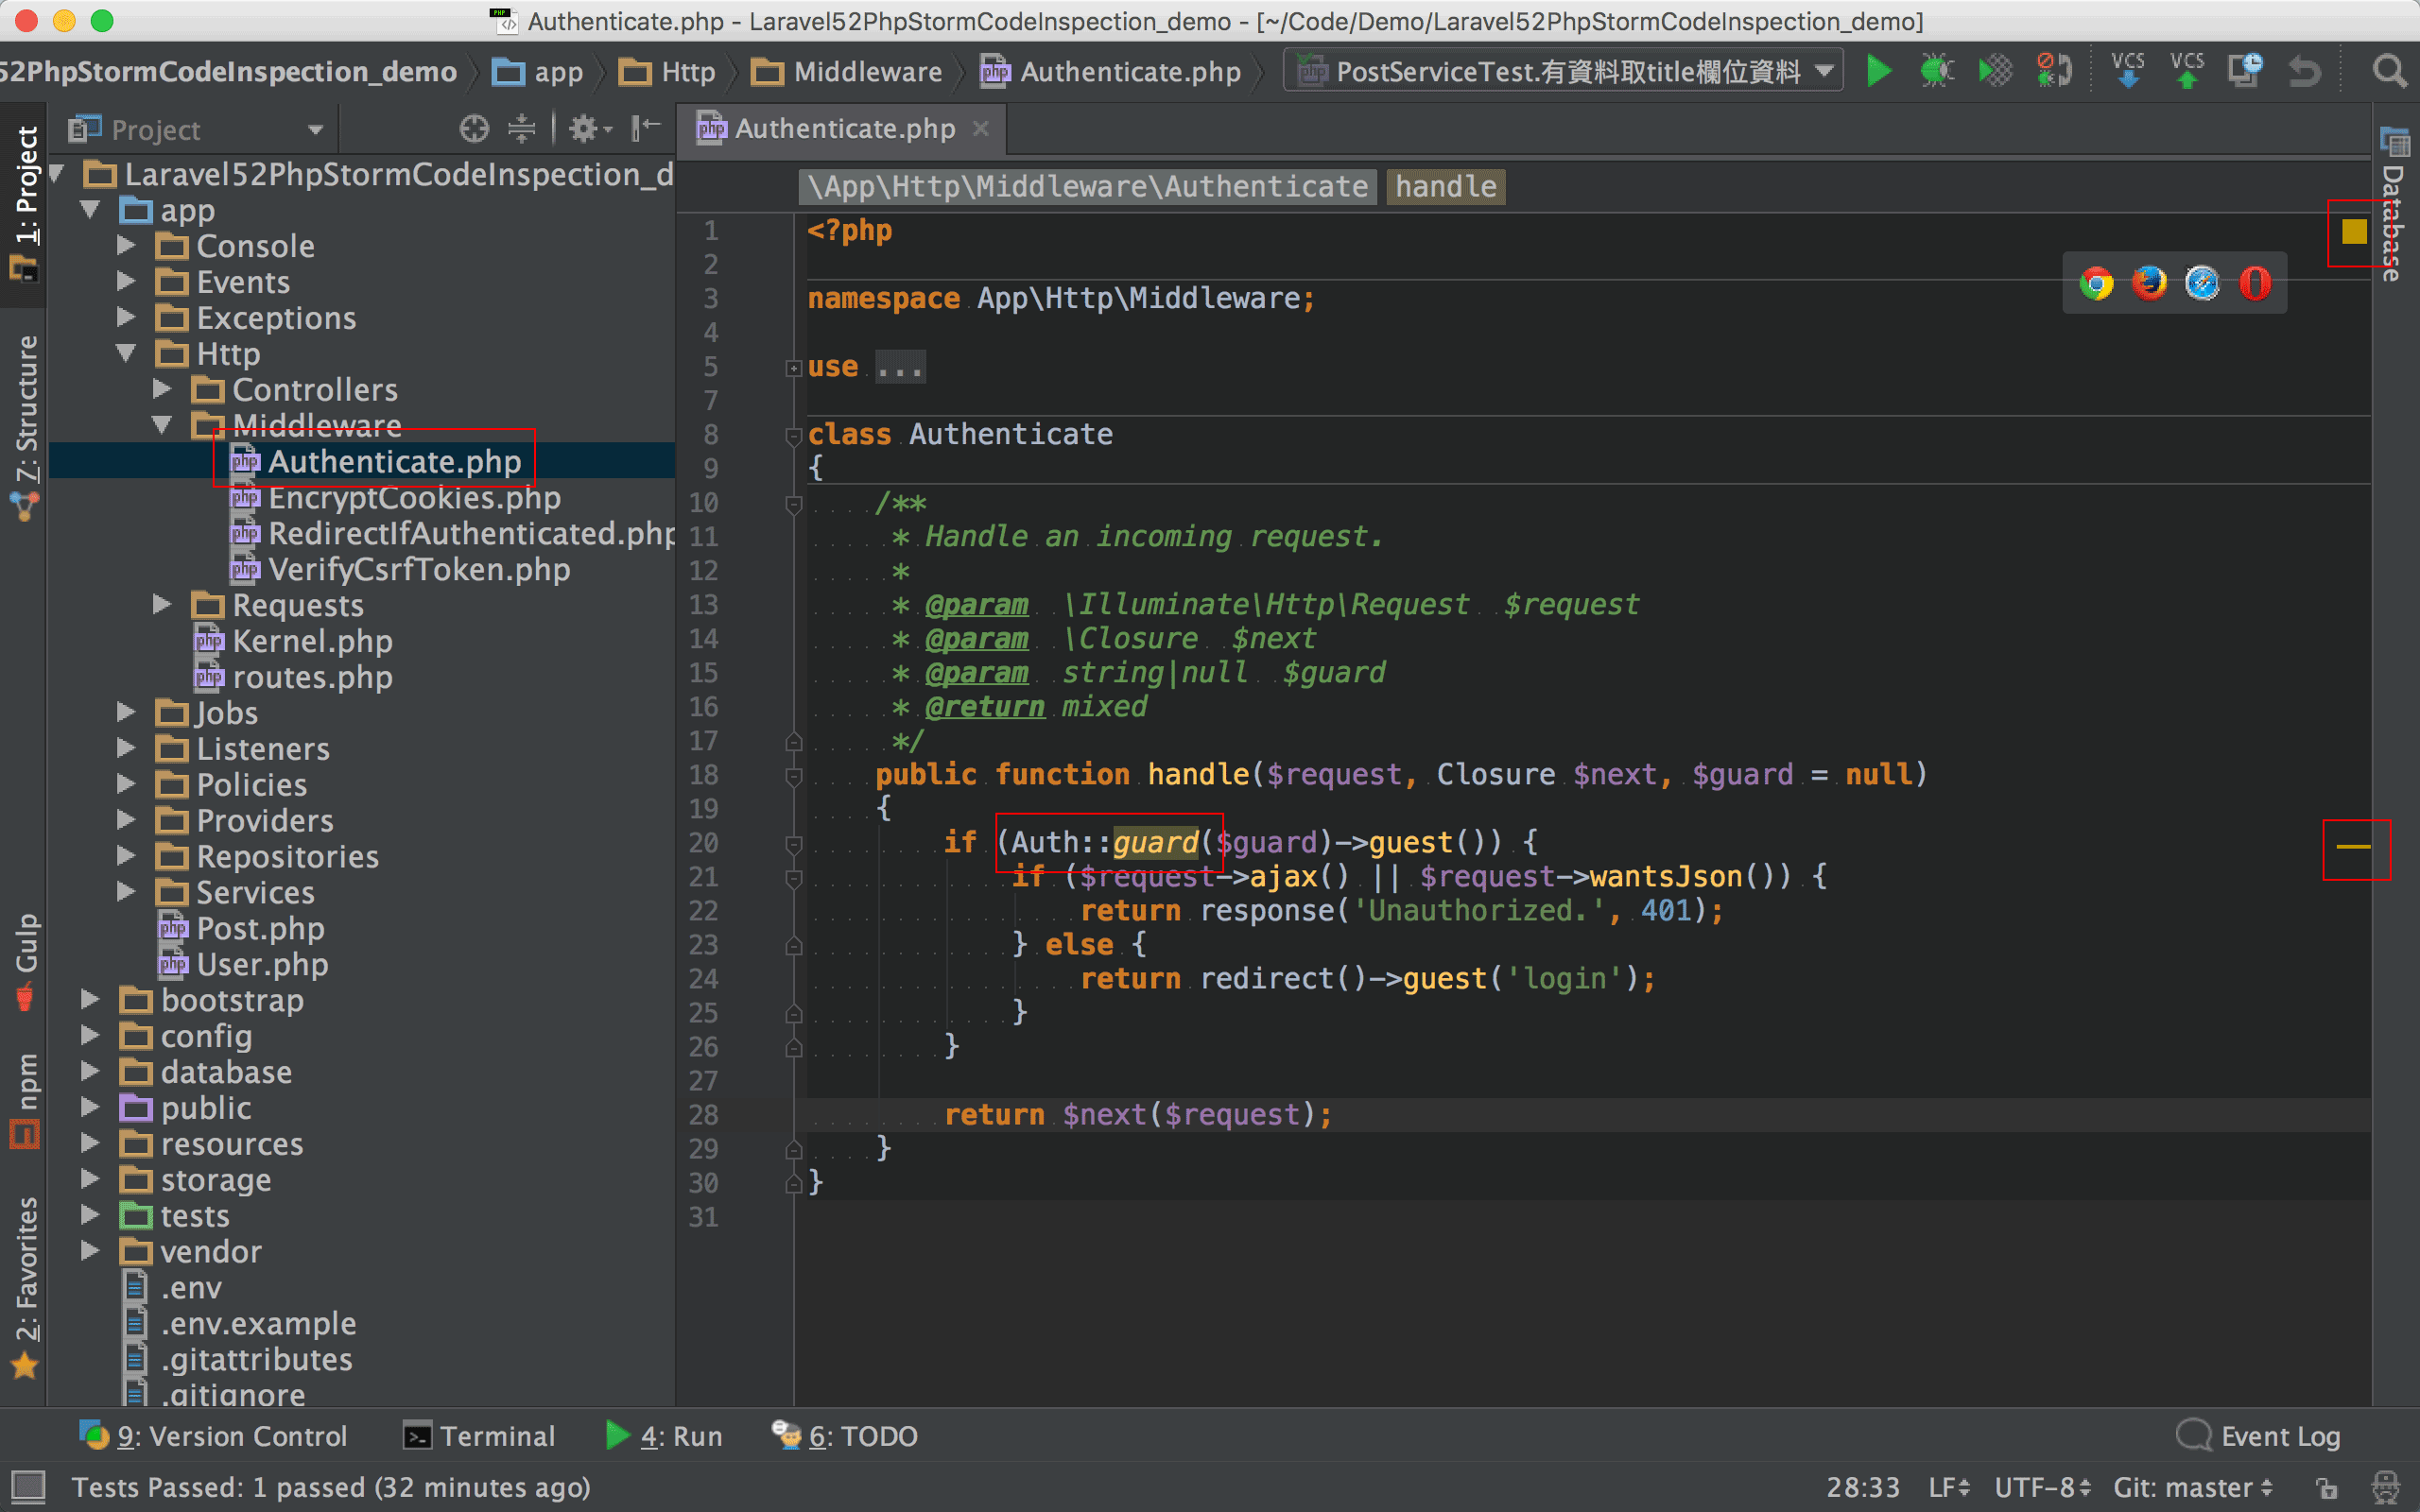 Authenticate.php - Laravel52PhpStormCodeInspection_demo - [~/Code/Demo/Laravel52PhpStormCodeInspection_demo]
52PhpStormCodeInspection_demo app Http Middleware Authenticate.php PostServiceTest.有資料取title欄位資料 VCS VCS
Project
Authenticate.php
1: Project
7: Structure
Gulp
npm
2: Favorites
Laravel52PhpStormCodeInspection_d
app
Console
Events
Exceptions
Http
Controllers
Middleware
Authenticate.php
EncryptCookies.php
RedirectIfAuthenticated.php
VerifyCsrfToken.php
Requests
Kernel.php
routes.php
Jobs
Listeners
Policies
Providers
Repositories
Services
Post.php
User.php
bootstrap
config
database
public
resources
storage
tests
vendor
.env
.env.example
.gitattributes
.gitignore
\App\Http\Middleware\Authenticate handle
1 <?php
2
3 namespace App\Http\Middleware;
4
5 use ...
7
8 class Authenticate
9 {
10 /**
11 * Handle an incoming request.
12 *
13 * @param \Illuminate\Http\Request $request
14 * @param \Closure $next
15 * @param string|null $guard
16 * @return mixed
17 */
18 public function handle($request, Closure $next, $guard = null)
19 {
20 if (Auth::guard($guard)->guest()) {
21 if ($request->ajax() || $request->wantsJson()) {
22 return response('Unauthorized.', 401);
23 } else {
24 return redirect()->guest('login');
25 }
26 }
27
28 return $next($request);
29 }
30 }
31
Database
9: Version Control Terminal 4: Run 6: TODO Event Log
Tests Passed: 1 passed (32 minutes ago) 28:33 LF UTF-8 Git: master